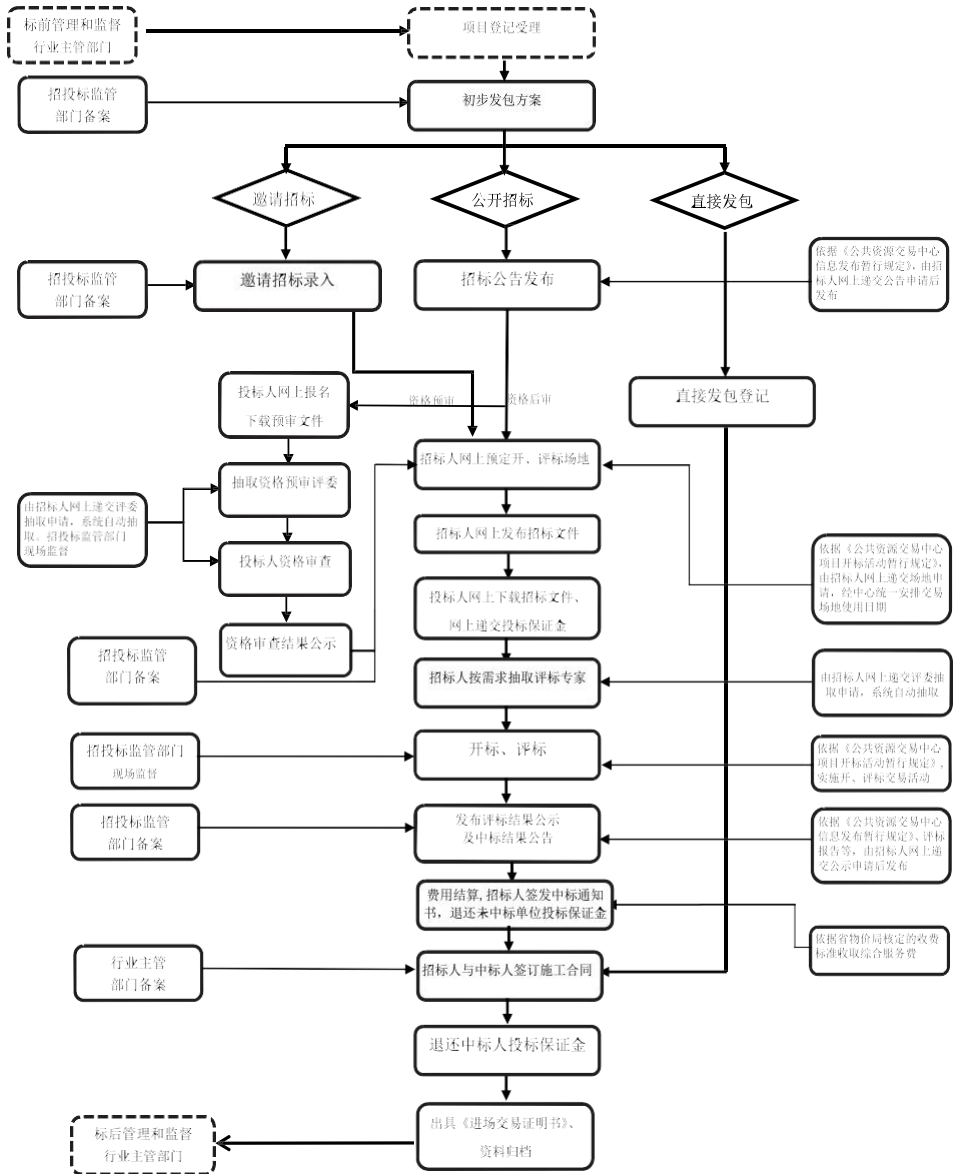 标前管理和监督
行业主管部门
项目登记受理
招投标监管
部门备案
初步发包方案
邀请招标
公开招标
直接发包
招投标监管
部门备案
邀请招标录入
招标公告发布
依据《公共资源交易中心
信息发布暂行规定》，由招
标人网上递交公告申请后
发布
投标人网上报名
下载预审文件
资格预审
资格后审
直接发包登记
招标人网上预定开、评标场地
抽取资格预审评委
由招标人网上递交评委
抽取申请，系统自动抽
取。招投标监管部门
现场监督
招标人网上发布招标文件
投标人资格审查
依据《公共资源交易中心
项目开标活动暂行规定》，
由招标人网上递交场地申
请，经中心统一安排交易
场地使用日期
投标人网上下载招标文件、
网上递交投标保证金
资格审查结果公示
招投标监管
部门备案
招标人按需求抽取评标专家
由招标人网上递交评委抽
取申请，系统自动抽取
招投标监管部门
现场监督
开标、评标
依据《公共资源交易中心
项目开标活动暂行规定》，
实施开、评标交易活动
招投标监管
部门备案
发布评标结果公示
及中标结果公告
依据《公共资源交易中心
信息发布暂行规定》、评标
报告等，由招标人网上递
交公示申请后发布
费用结算,招标人签发中标通知
书，退还未中标单位投标保证金
依据省物价局核定的收费
标准收取综合服务费
行业主管
部门备案
招标人与中标人签订施工合同
退还中标人投标保证金
标后管理和监督
行业主管部门
出具《进场交易证明书》、
资料归档